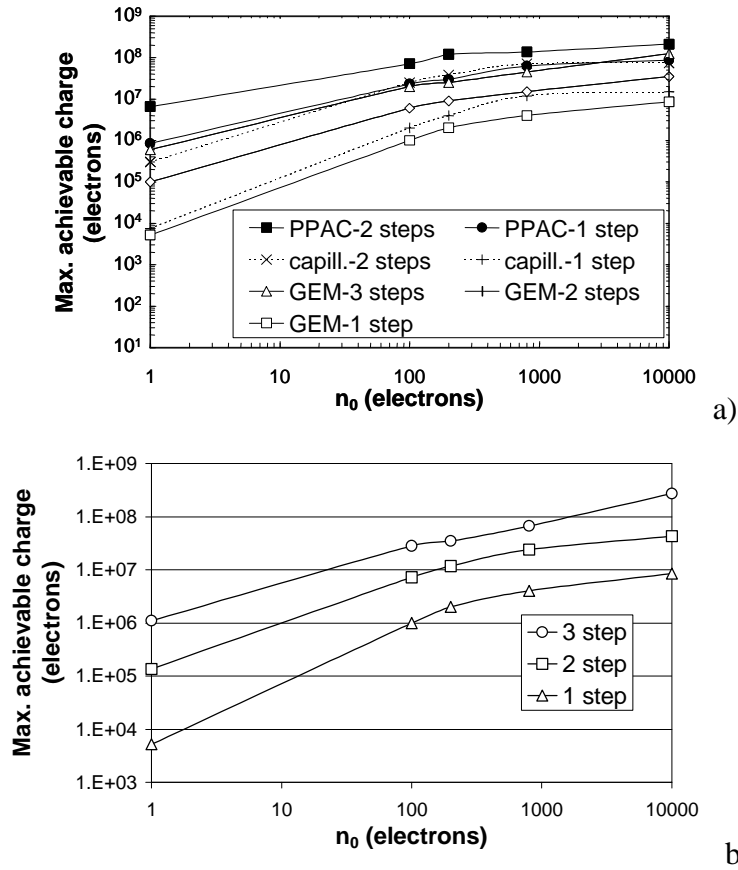 10⁹
10⁸
10⁷
10⁶
10⁵
10⁴
10³
10²
10¹
Max. achievable charge
(electrons)
PPAC-2 steps PPAC-1 step
capill.-2 steps capill.-1 step
GEM-3 steps GEM-2 steps
GEM-1 step
1 10 100 1000 10000
n₀ (electrons)
a)
1.E+09
1.E+08
1.E+07
1.E+06
1.E+05
1.E+04
1.E+03
Max. achievable charge
(electrons)
3 step
2 step
1 step
1 10 100 1000 10000
n₀ (electrons)
b